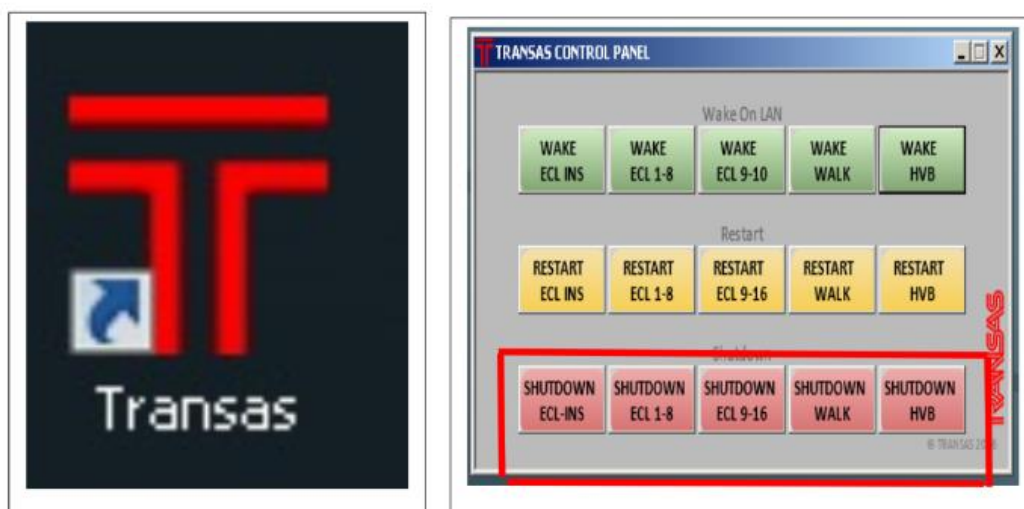 Transas
TRANSAS CONTROL PANEL
Wake On LAN
WAKE WAKE WAKE WAKE WAKE
ECL INS ECL 1-8 ECL 9-10 WALK HVB
Restart
RESTART RESTART RESTART RESTART RESTART
ECL INS ECL 1-8 ECL 9-16 WALK HVB
Shutdown
SHUTDOWN SHUTDOWN SHUTDOWN SHUTDOWN SHUTDOWN
ECL-INS ECL 1-8 ECL 9-16 WALK HVB
TRANSAS
© TRANSAS